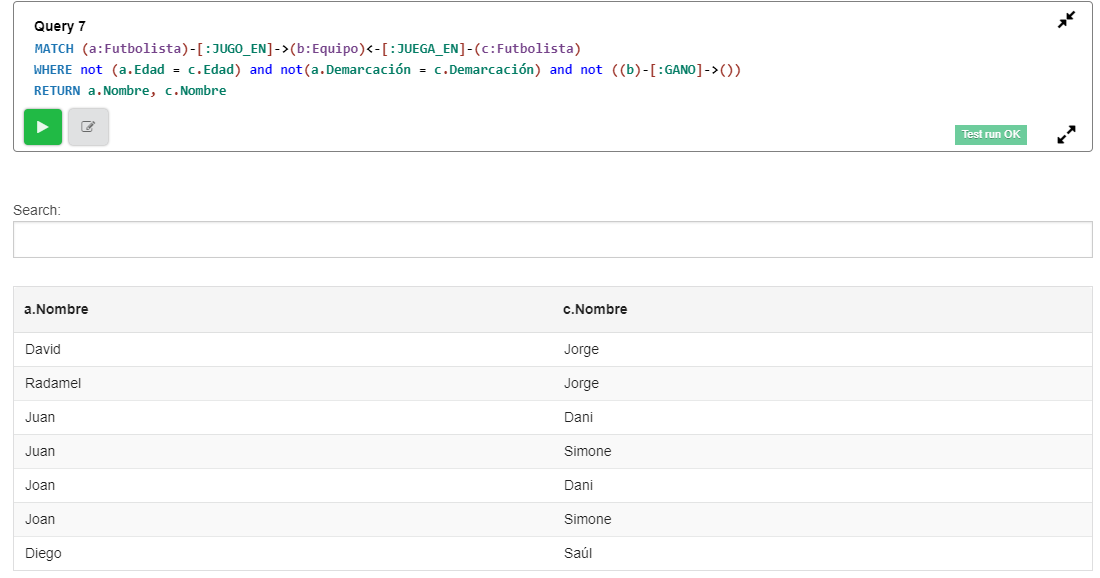 Query 7
MATCH (a:Futbolista)-[:JUGO_EN]->(b:Equipo)<-[:JUEGA_EN]-(c:Futbolista)
WHERE not (a.Edad = c.Edad) and not(a.Demarcación = c.Demarcación) and not ((b)-[:GANO]->())
RETURN a.Nombre, c.Nombre
Test run OK
Search:
a.Nombre c.Nombre
David Jorge
Radamel Jorge
Juan Dani
Juan Simone
Joan Dani
Joan Simone
Diego Saúl